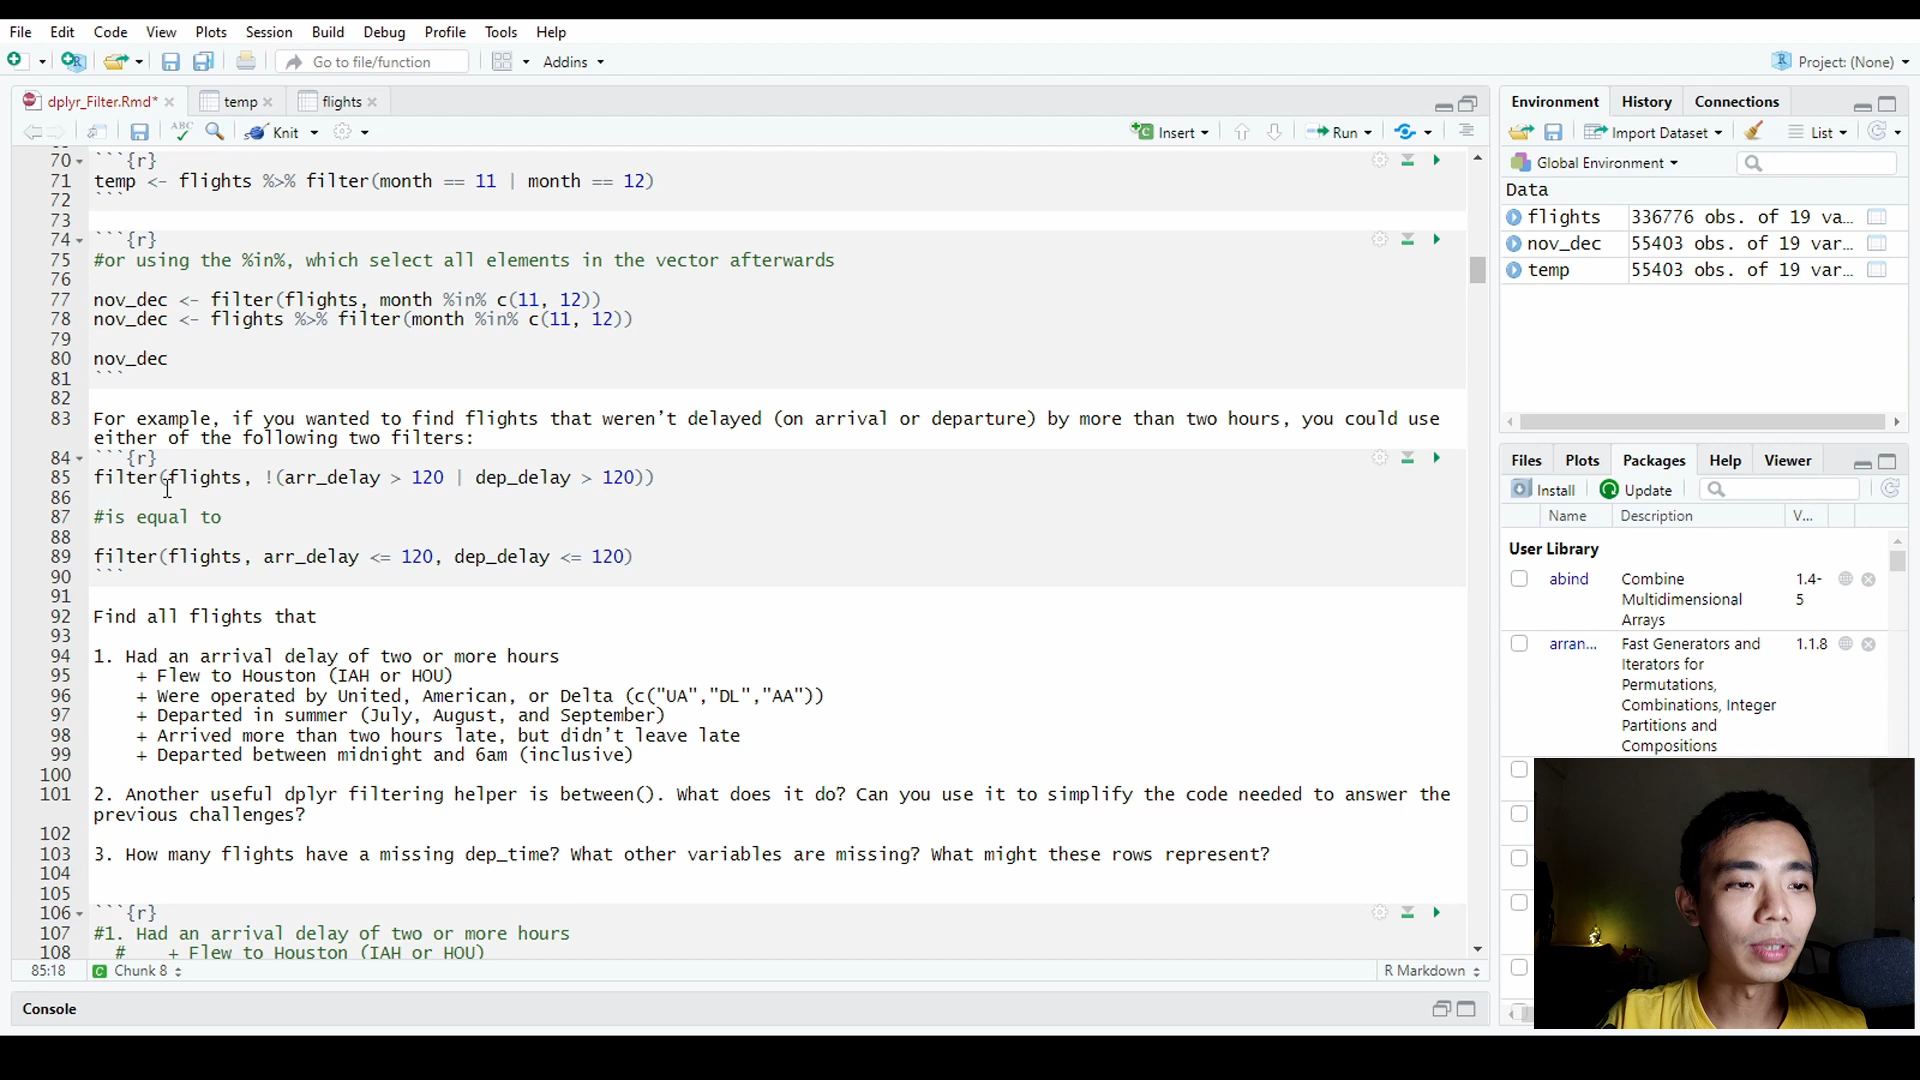 File Edit Code View Plots Session Build Debug Profile Tools Help
Go to file/function Addins Project: (None)
dplyr_Filter.Rmd* temp flights
ABC Knit Insert Run
70 ```{r}
71 temp <- flights %>% filter(month == 11 | month == 12)
72 ```
73
74 ```{r}
75 #or using the %in%, which select all elements in the vector afterwards
76
77 nov_dec <- filter(flights, month %in% c(11, 12))
78 nov_dec <- flights %>% filter(month %in% c(11, 12))
79
80 nov_dec
81 ```
82
83 For example, if you wanted to find flights that weren’t delayed (on arrival or departure) by more than two hours, you could use
either of the following two filters:
84 ```{r}
85 filter(flights, !(arr_delay > 120 | dep_delay > 120))
86
87 #is equal to
88
89 filter(flights, arr_delay <= 120, dep_delay <= 120)
90 ```
91
92 Find all flights that
93
94 1. Had an arrival delay of two or more hours
95 + Flew to Houston (IAH or HOU)
96 + Were operated by United, American, or Delta (c("UA","DL","AA"))
97 + Departed in summer (July, August, and September)
98 + Arrived more than two hours late, but didn’t leave late
99 + Departed between midnight and 6am (inclusive)
100
101 2. Another useful dplyr filtering helper is between(). What does it do? Can you use it to simplify the code needed to answer the
previous challenges?
102
103 3. How many flights have a missing dep_time? What other variables are missing? What might these rows represent?
104
105
106 ```{r}
107 #1. Had an arrival delay of two or more hours
108 # + Flew to Houston (IAH or HOU)
85:18 Chunk 8 R Markdown
Console
Environment History Connections
Import Dataset List
Global Environment
Data
flights 336776 obs. of 19 va…
nov_dec 55403 obs. of 19 var…
temp 55403 obs. of 19 var…
Files Plots Packages Help Viewer
Install Update
Name Description V...
User Library
abind Combine Multidimensional Arrays 1.4-5
arran... Fast Generators and Iterators for Permutations, Combinations, Integer Partitions and Compositions 1.1.8